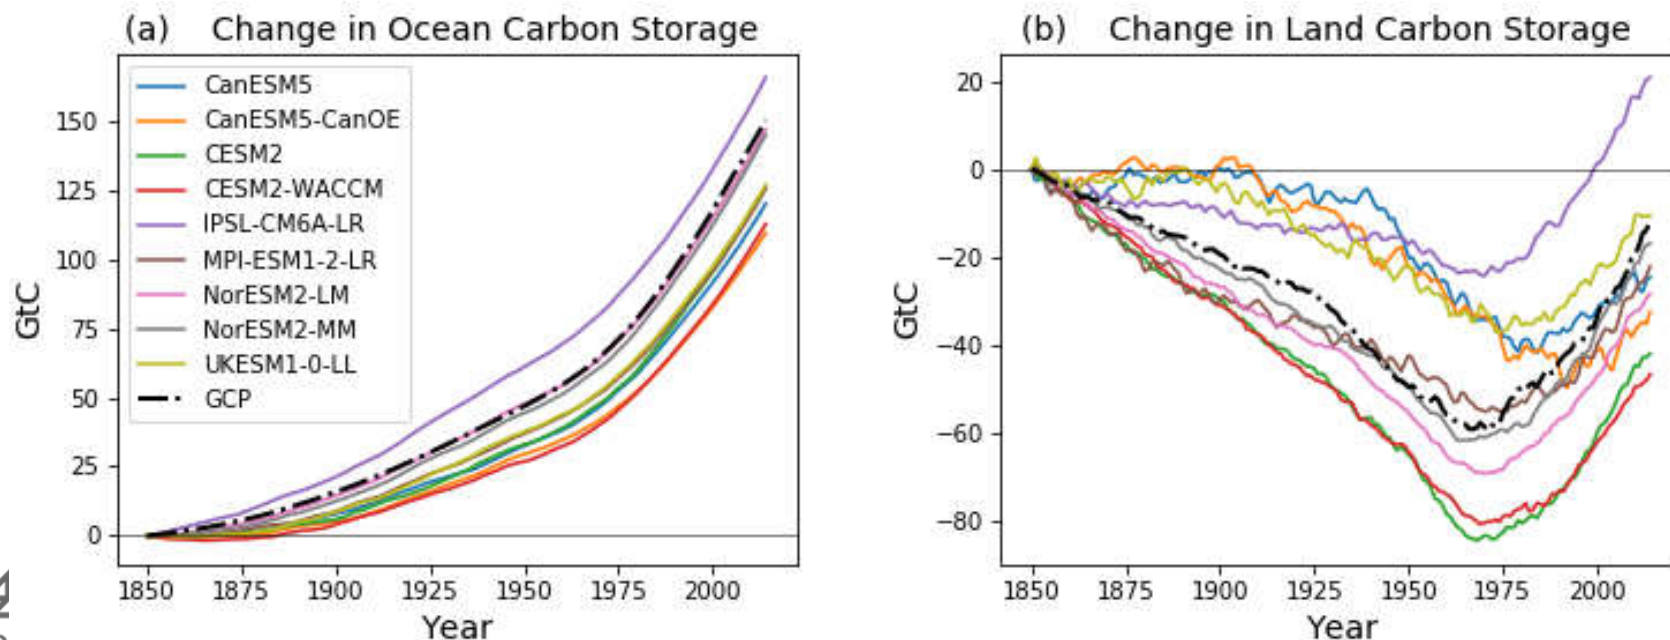 (a) Change in Ocean Carbon Storage
CanESM5
CanESM5-CanOE
CESM2
CESM2-WACCM
IPSL-CM6A-LR
MPI-ESM1-2-LR
NorESM2-LM
NorESM2-MM
UKESM1-0-LL
GCP
150
125
100
75
50
25
0
GtC
1850 1875 1900 1925 1950 1975 2000
Year
(b) Change in Land Carbon Storage
20
0
−20
−40
−60
−80
GtC
1850 1875 1900 1925 1950 1975 2000
Year